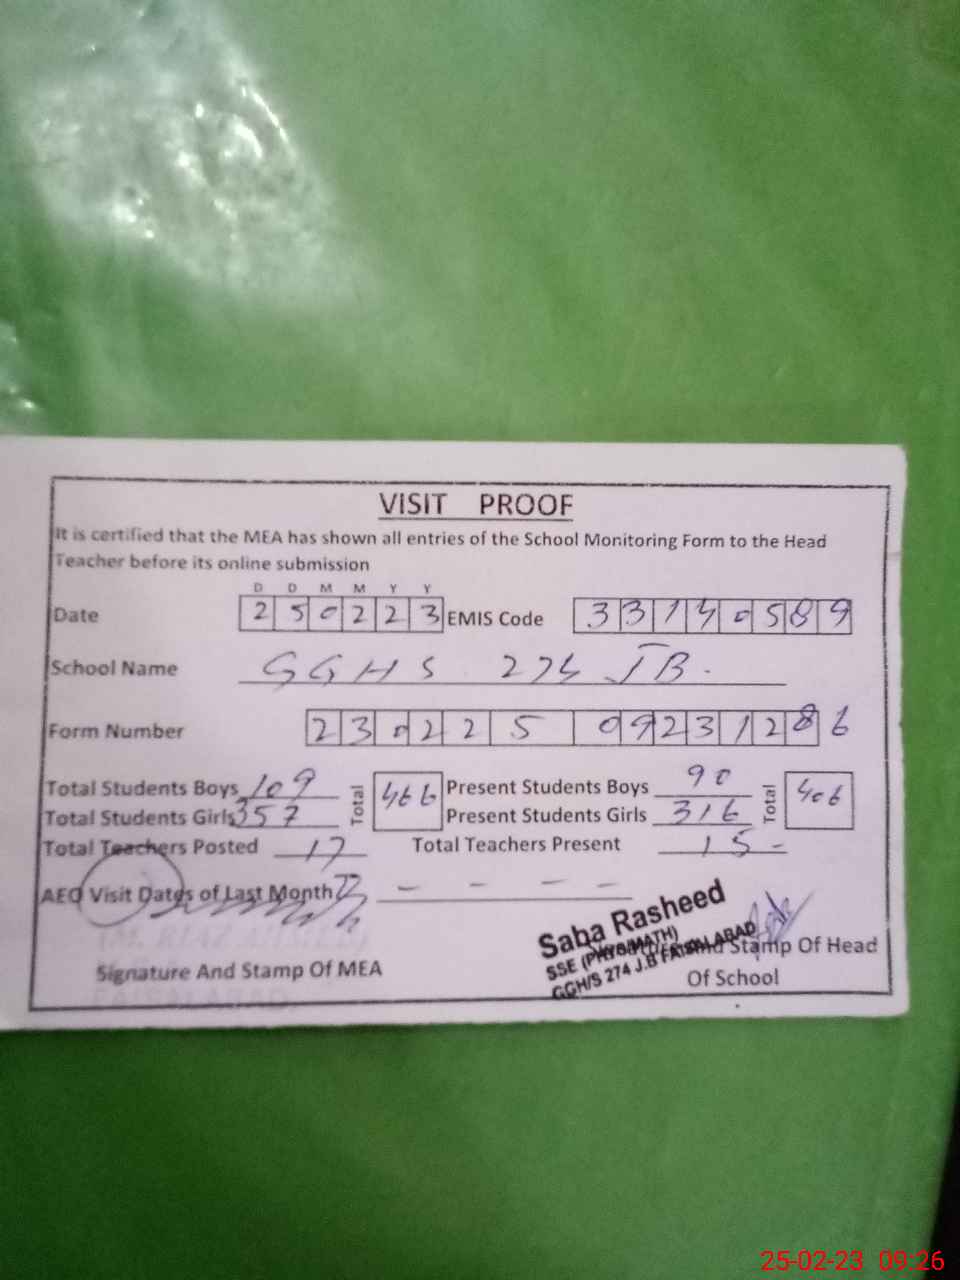 VISIT PROOF
It is certified that the MEA has shown all entries of the School Monitoring Form to the Head
Teacher before its online submission
D D M M Y Y
Date 2 5 0 2 2 3 EMIS Code 3 3 1 4 0 5 8 9
School Name GGHS 274 JB.
Form Number 2 3 0 2 2 5 0 9 2 3 1 2 8 6
Total Students Boys 109 Total 466 Present Students Boys 90 Total 406
Total Students Girls 357 Present Students Girls 316
Total Teachers Posted 17 Total Teachers Present 15 -
AEO Visit Dates of Last Month - - - -
Saba Rasheed
SSE (PHYS/MATH)
GGH/S 274 J.B FAISALABAD
and Stamp Of Head
Of School
Signature And Stamp Of MEA
25-02-23 09:26